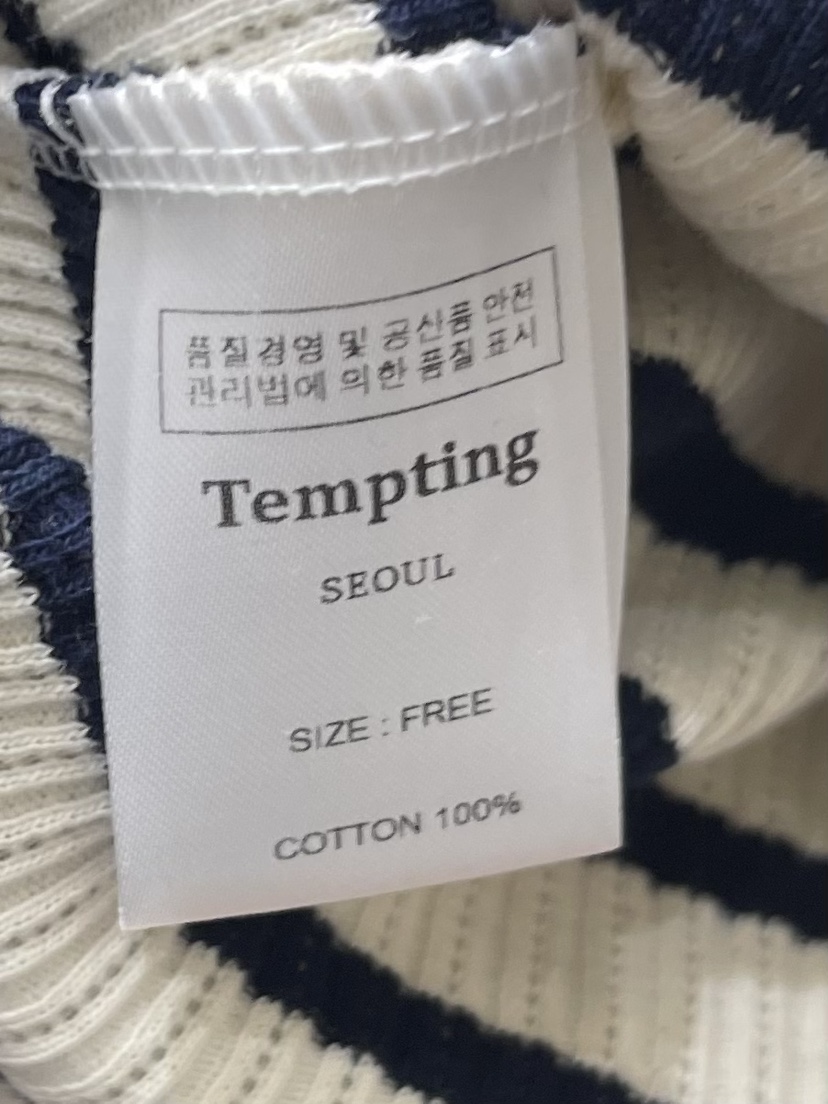 품질경영 및 공산품 안전
관리법에 의한 품질 표시
Tempting
SEOUL
SIZE : FREE
COTTON 100%